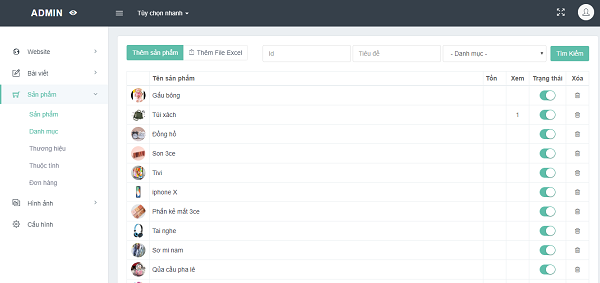 ADMIN
Tùy chọn nhanh
Website
Bài viết
Sản phẩm
Sản phẩm
Danh mục
Thương hiệu
Thuộc tính
Đơn hàng
Hình ảnh
Cấu hình
Thêm sản phẩm Thêm File Excel Id Tiêu đề - Danh mục - Tìm Kiếm
Tên sản phẩm Tồn Xem Trạng thái Xóa
Gấu bông
Túi xách 1
Đồng hồ
Son 3ce
Tivi
iphone X
Phấn kẻ mắt 3ce
Tai nghe
Sơ mi nam
Qủa cầu pha lê